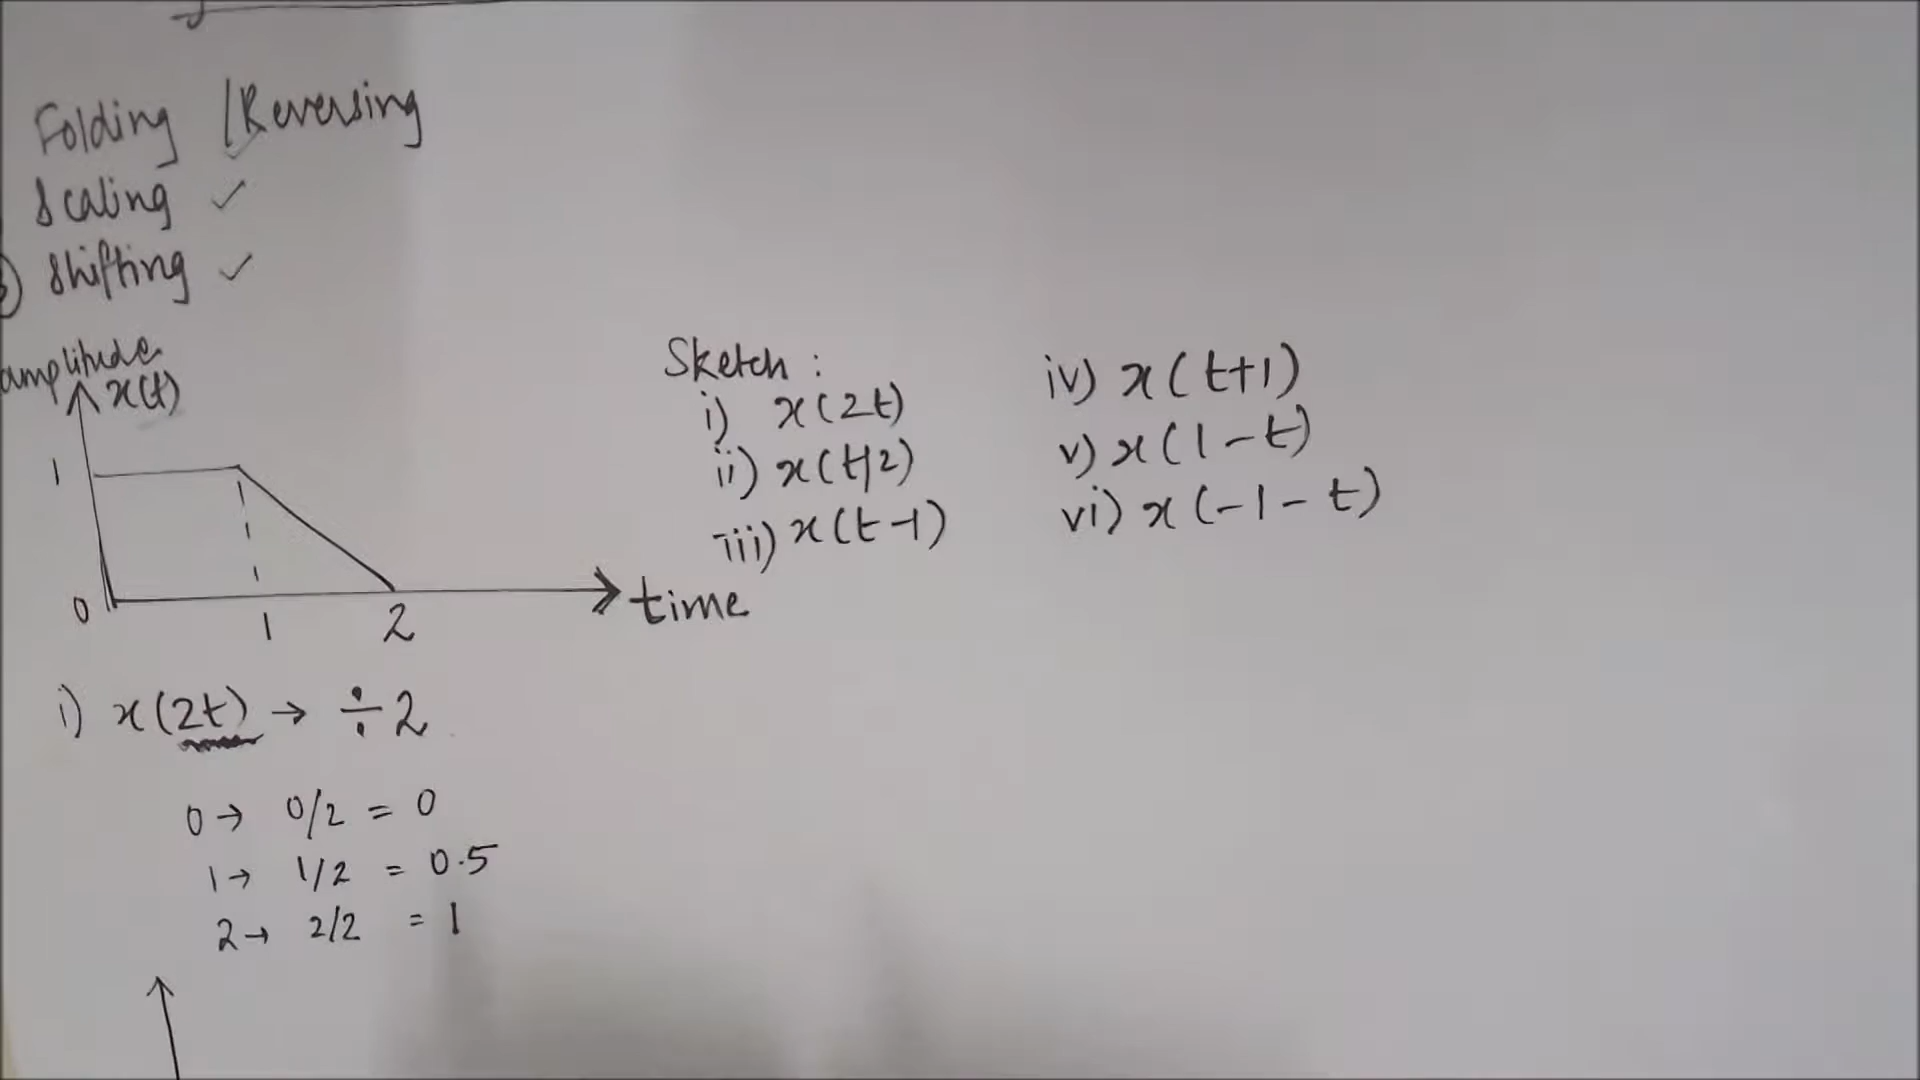 Folding / Reversing
Scaling ✓
3) Shifting ✓
amplitude
x(t)
1
0
1
2
time
Sketch :
i) x(2t)
ii) x(t/2)
iii) x(t-1)
iv) x(t+1)
v) x(1-t)
vi) x(-1-t)
i) x(2t) → ÷2
0 → 0/2 = 0
1 → 1/2 = 0.5
2 → 2/2 = 1